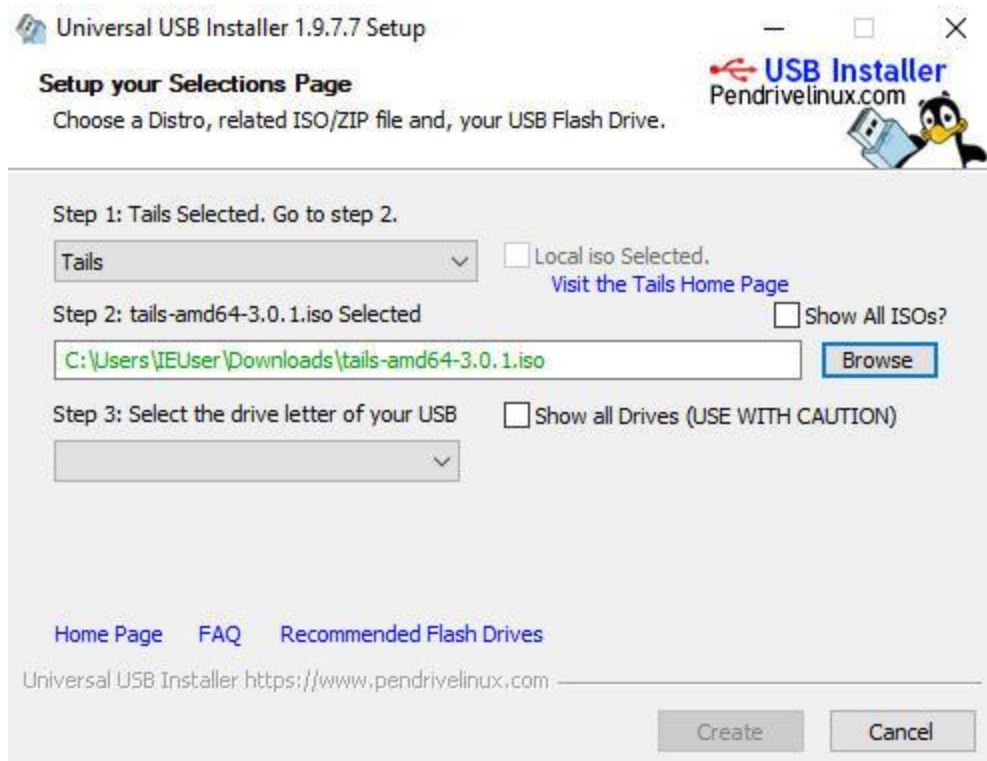 Universal USB Installer 1.9.7.7 Setup
Setup your Selections Page
Choose a Distro, related ISO/ZIP file and, your USB Flash Drive.
USB Installer
Pendrivelinux.com
Step 1: Tails Selected. Go to step 2.
Tails
Local iso Selected.
Visit the Tails Home Page
Step 2: tails-amd64-3.0.1.iso Selected
Show All ISOs?
C:\Users\IEUser\Downloads\tails-amd64-3.0.1.iso
Browse
Step 3: Select the drive letter of your USB
Show all Drives (USE WITH CAUTION)
Home Page FAQ Recommended Flash Drives
Universal USB Installer https://www.pendrivelinux.com
Create Cancel